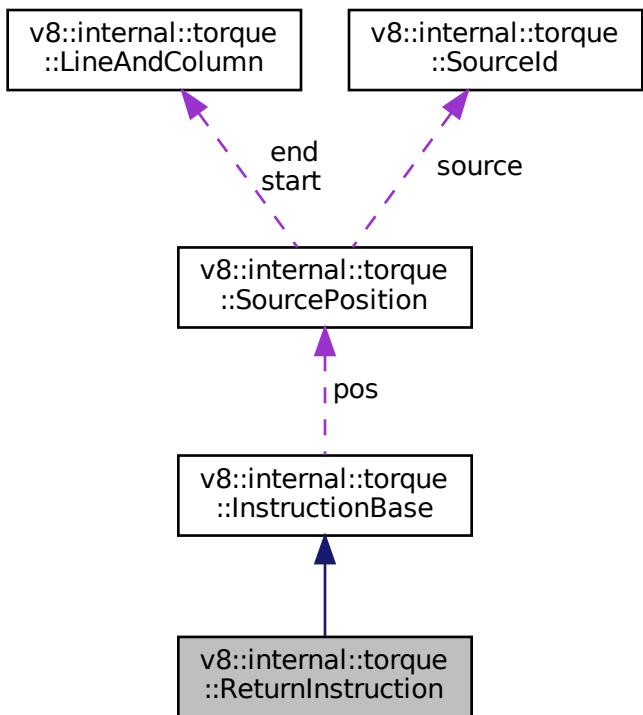 v8::internal::torque
::LineAndColumn
v8::internal::torque
::SourceId
end
start
source
v8::internal::torque
::SourcePosition
pos
v8::internal::torque
::InstructionBase
v8::internal::torque
::ReturnInstruction